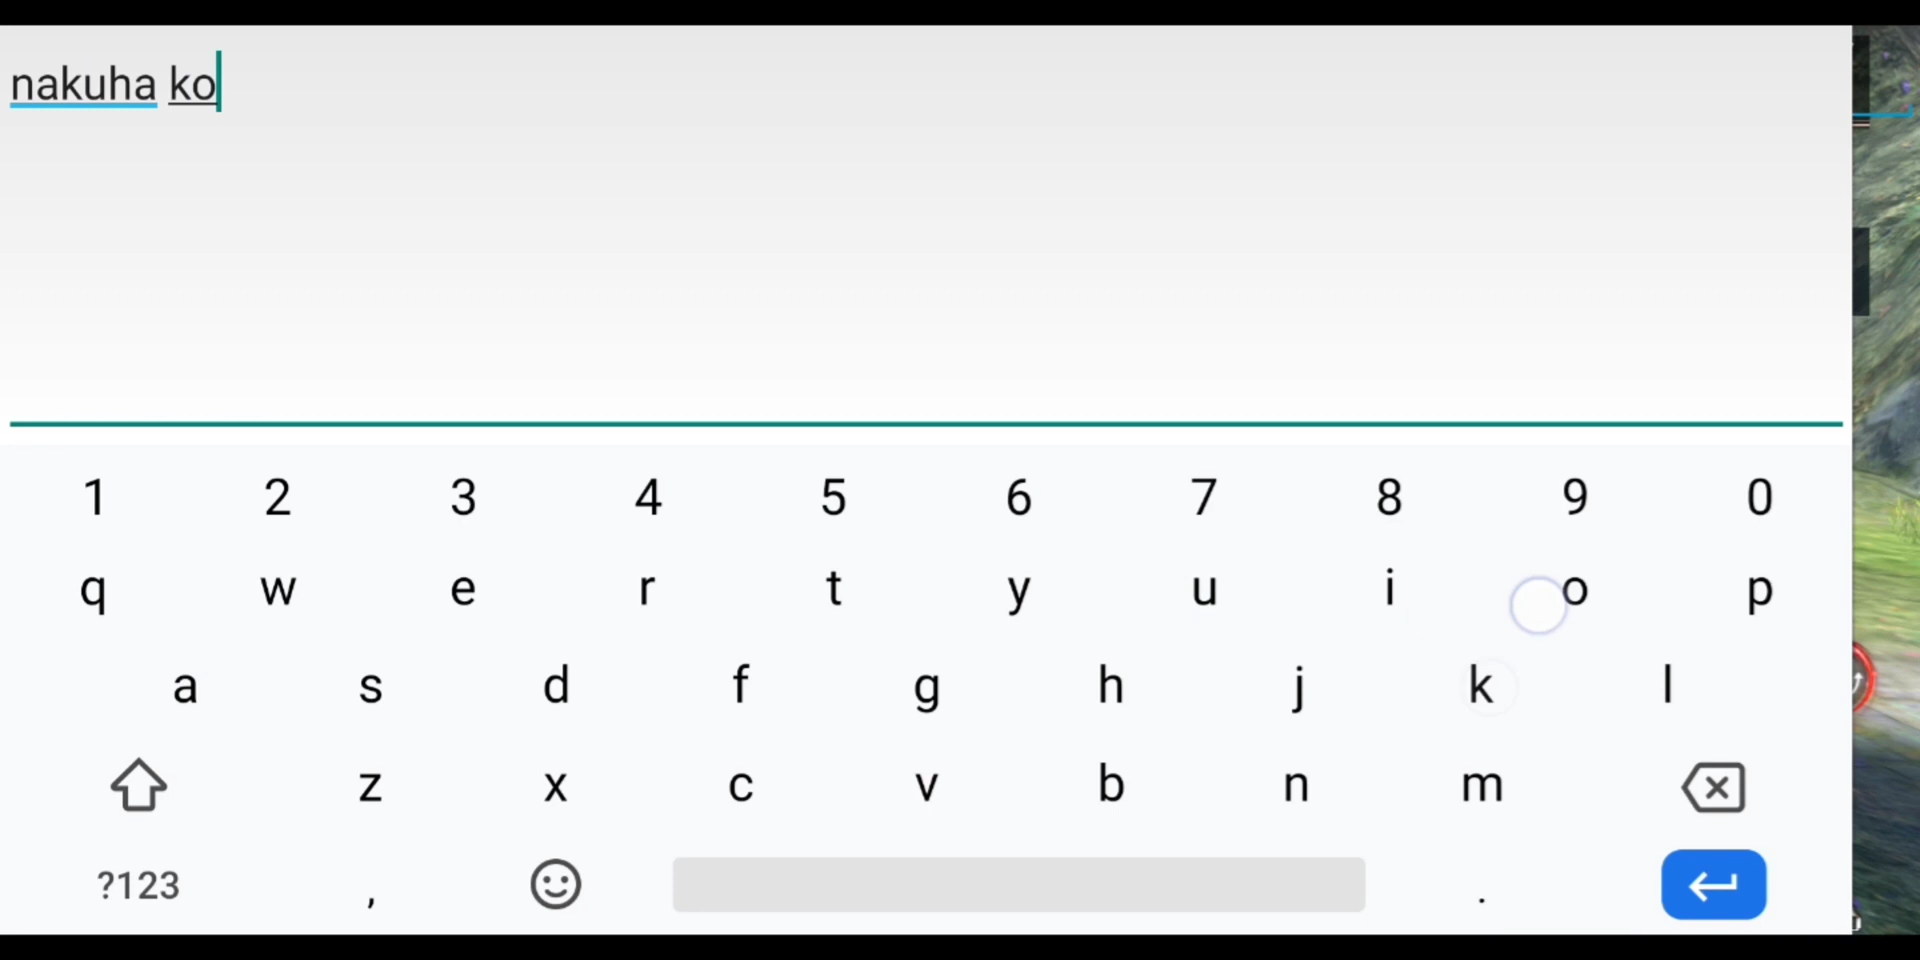 nakuha ko
1 2 3 4 5 6 7 8 9 0
q w e r t y u i o p
a s d f g h j k l
z x c v b n m
?123 , .